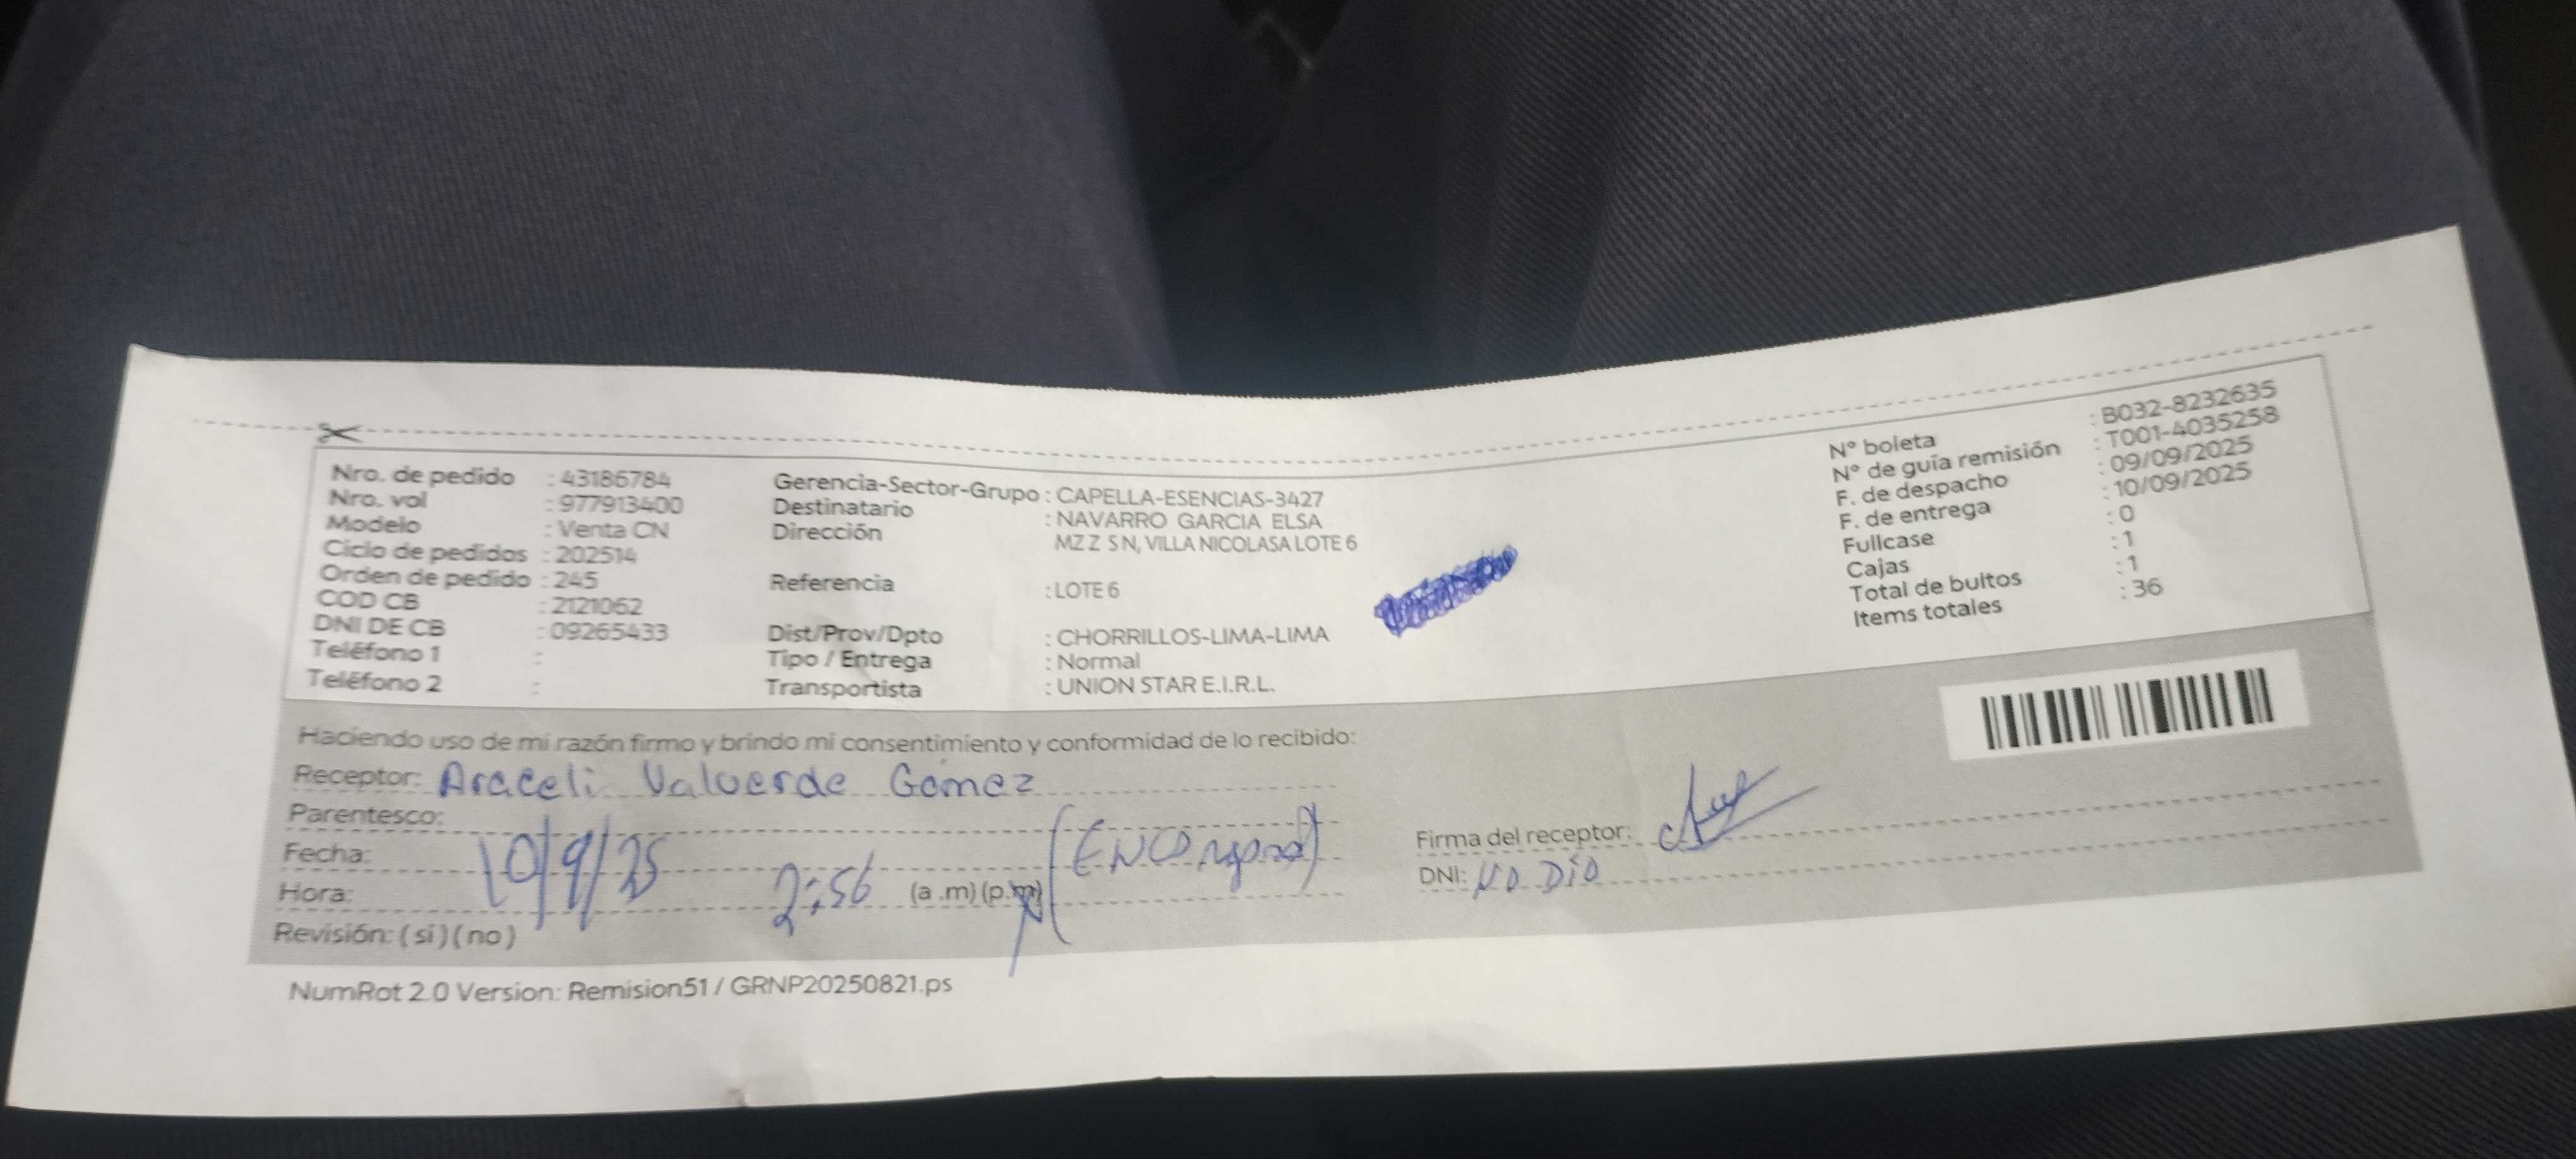 Nro. de pedido : 43186784
Nro. vol : 977913400
Modelo : Venta CN
Ciclo de pedidos : 202514
Orden de pedido : 245
COD CB : 2121062
DNI DE CB : 09265433
Teléfono 1 :
Teléfono 2 :
Gerencia-Sector-Grupo : CAPELLA-ESENCIAS-3427
Destinatario : NAVARRO GARCIA ELSA
Dirección MZ Z S N, VILLA NICOLASA LOTE 6
Referencia : LOTE 6
Dist/Prov/Dpto : CHORRILLOS-LIMA-LIMA
Tipo / Entrega : Normal
Transportista : UNION STAR E.I.R.L.
N° boleta : B032-8232635
N° de guía remisión : T001-4035258
F. de despacho : 09/09/2025
F. de entrega : 10/09/2025
Fullcase : 0
Cajas : 1
Total de bultos : 1
Items totales : 36
Haciendo uso de mi razón firmo y brindo mi consentimiento y conformidad de lo recibido:
Receptor: Araceli Valverde Gomez
Parentesco:
Fecha: 10/9/25
Hora: 2:56 (a .m) (p.m)
Revisión: ( si ) ( no )
Firma del receptor:
DNI: NO DIO
NumRot 2.0 Version: Remision51 / GRNP20250821.ps